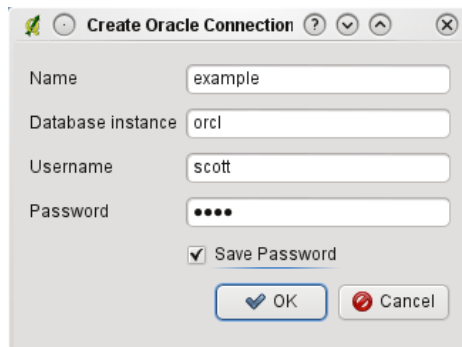 Create Oracle Connection
Name example
Database instance orcl
Username scott
Password ••••
Save Password
OK Cancel